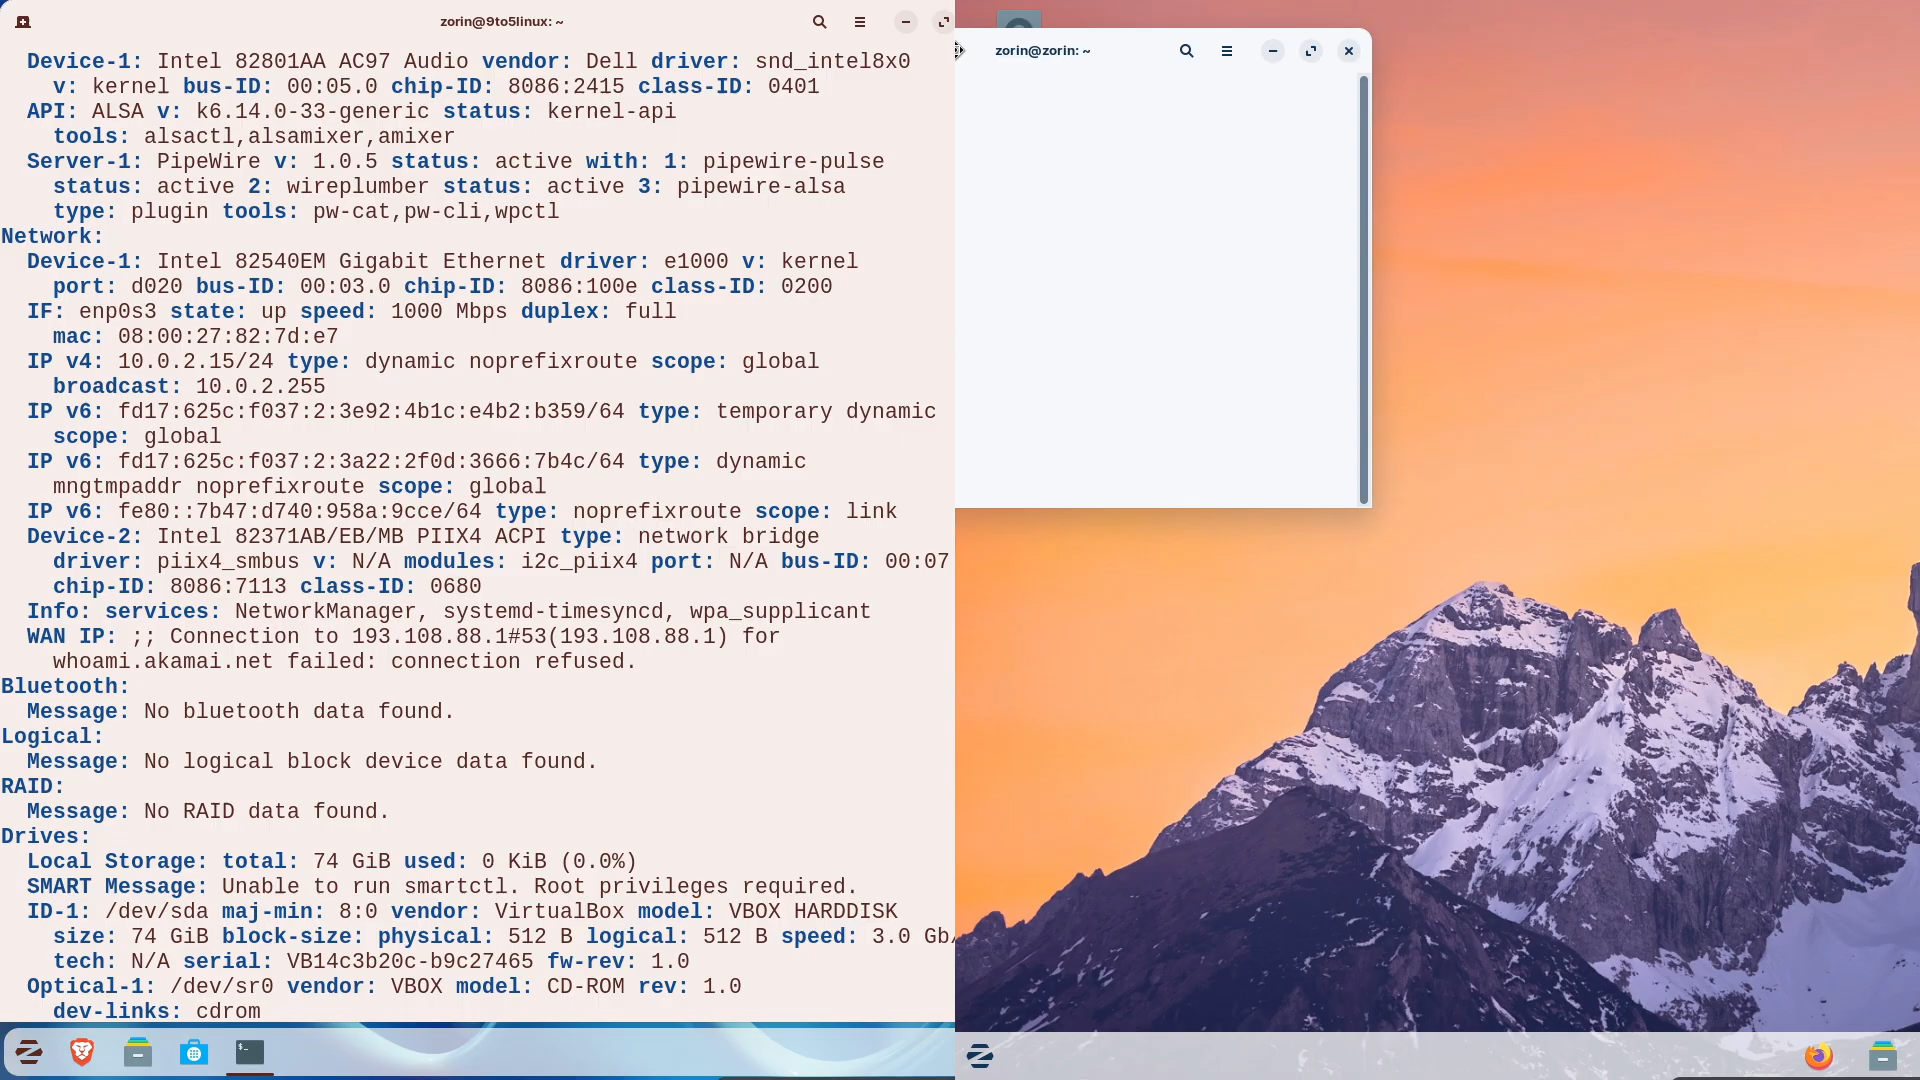 zorin@9to5linux: ~
Device-1: Intel 82801AA AC97 Audio vendor: Dell driver: snd_intel8x0
v: kernel bus-ID: 00:05.0 chip-ID: 8086:2415 class-ID: 0401
API: ALSA v: k6.14.0-33-generic status: kernel-api
tools: alsactl,alsamixer,amixer
Server-1: PipeWire v: 1.0.5 status: active with: 1: pipewire-pulse
status: active 2: wireplumber status: active 3: pipewire-alsa
type: plugin tools: pw-cat,pw-cli,wpctl
Network:
Device-1: Intel 82540EM Gigabit Ethernet driver: e1000 v: kernel
port: d020 bus-ID: 00:03.0 chip-ID: 8086:100e class-ID: 0200
IF: enp0s3 state: up speed: 1000 Mbps duplex: full
mac: 08:00:27:82:7d:e7
IP v4: 10.0.2.15/24 type: dynamic noprefixroute scope: global
broadcast: 10.0.2.255
IP v6: fd17:625c:f037:2:3e92:4b1c:e4b2:b359/64 type: temporary dynamic
scope: global
IP v6: fd17:625c:f037:2:3a22:2f0d:3666:7b4c/64 type: dynamic
mngtmpaddr noprefixroute scope: global
IP v6: fe80::7b47:d740:958a:9cce/64 type: noprefixroute scope: link
Device-2: Intel 82371AB/EB/MB PIIX4 ACPI type: network bridge
driver: piix4_smbus v: N/A modules: i2c_piix4 port: N/A bus-ID: 00:07
chip-ID: 8086:7113 class-ID: 0680
Info: services: NetworkManager, systemd-timesyncd, wpa_supplicant
WAN IP: ;; Connection to 193.108.88.1#53(193.108.88.1) for
whoami.akamai.net failed: connection refused.
Bluetooth:
Message: No bluetooth data found.
Logical:
Message: No logical block device data found.
RAID:
Message: No RAID data found.
Drives:
Local Storage: total: 74 GiB used: 0 KiB (0.0%)
SMART Message: Unable to run smartctl. Root privileges required.
ID-1: /dev/sda maj-min: 8:0 vendor: VirtualBox model: VBOX HARDDISK
size: 74 GiB block-size: physical: 512 B logical: 512 B speed: 3.0 Gb/
tech: N/A serial: VB14c3b20c-b9c27465 fw-rev: 1.0
Optical-1: /dev/sr0 vendor: VBOX model: CD-ROM rev: 1.0
dev-links: cdrom
zorin@zorin: ~